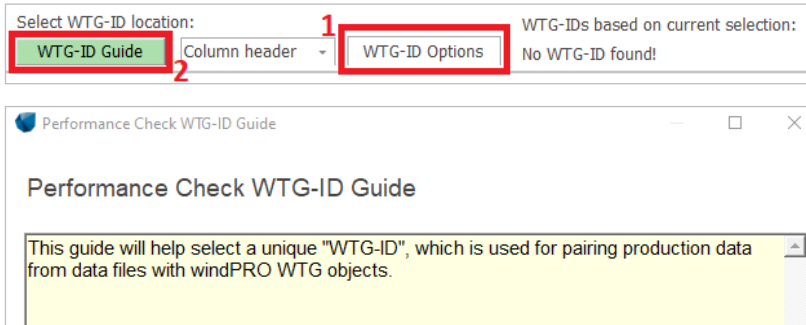 Select WTG-ID location:
1
WTG-IDs based on current selection:
WTG-ID Guide
Column header
WTG-ID Options
No WTG-ID found!
2
Performance Check WTG-ID Guide
Performance Check WTG-ID Guide
This guide will help select a unique "WTG-ID", which is used for pairing production data
from data files with windPRO WTG objects.